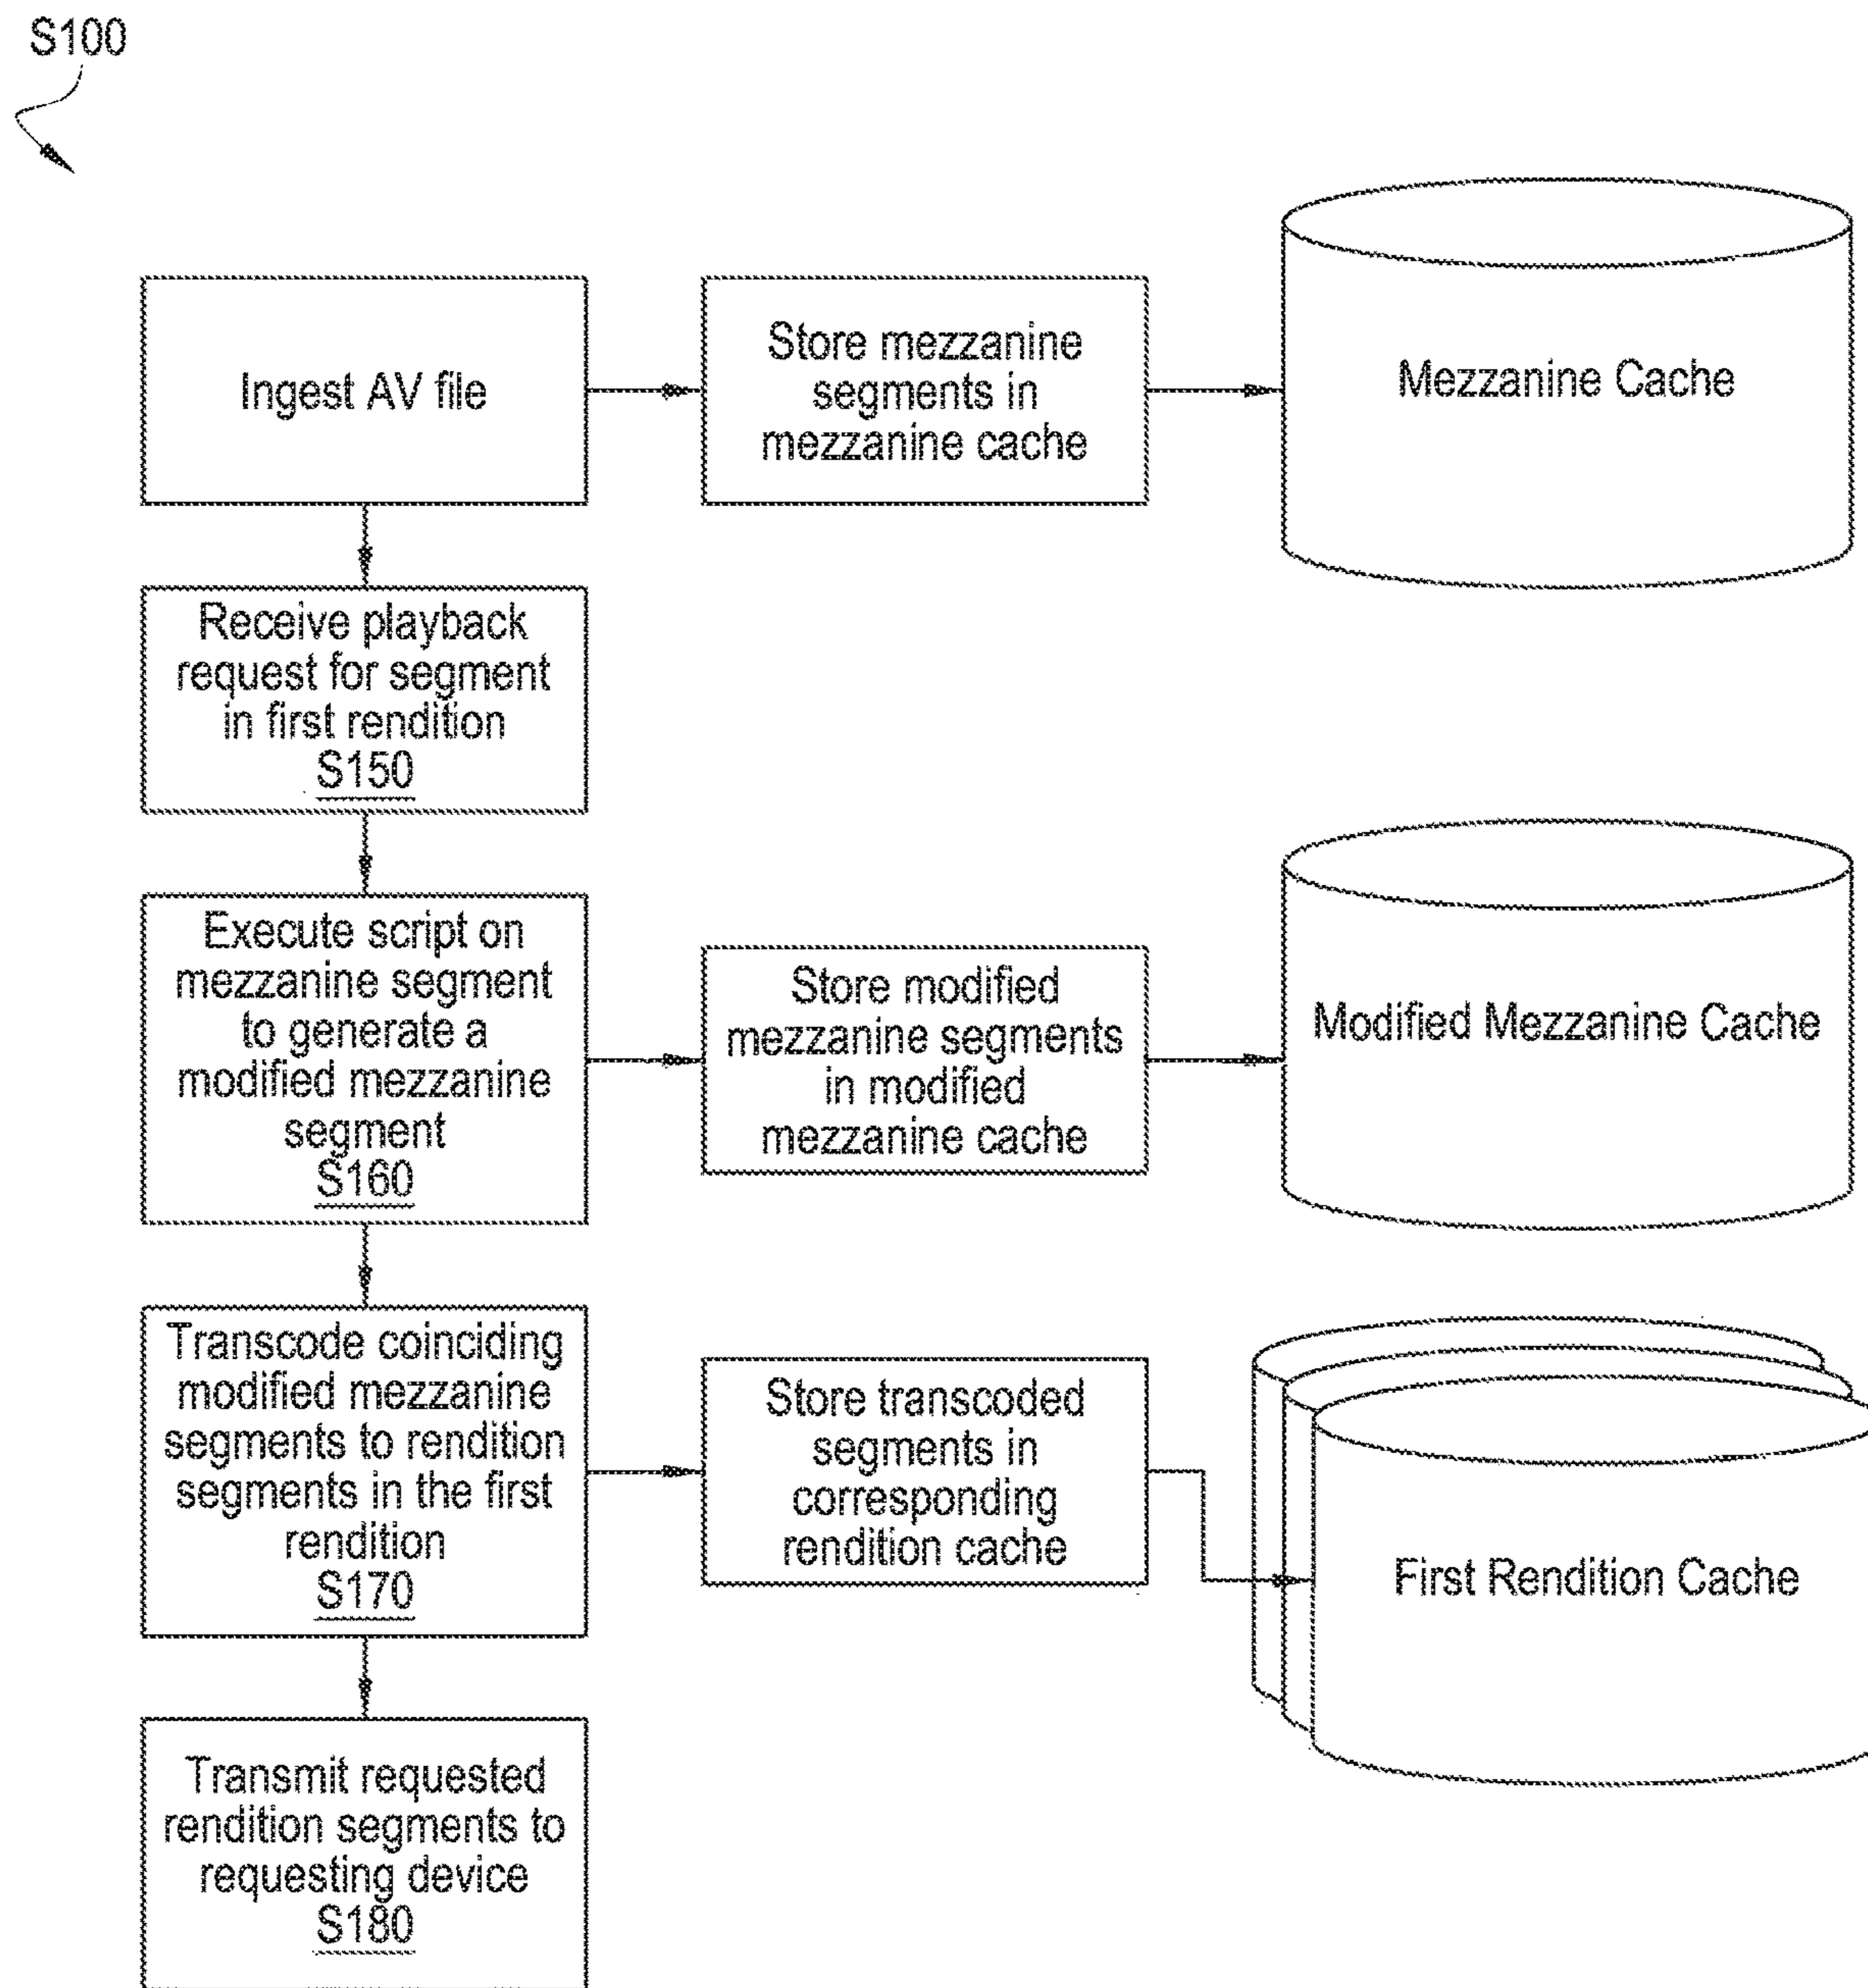 S100
Ingest AV file
Store mezzanine
segments in
mezzanine cache
Mezzanine Cache
Receive playback
request for segment
in first rendition
S150
Execute script on
mezzanine segment
to generate a
modified mezzanine
segment
S160
Store modified
mezzanine segments
in modified
mezzanine cache
Modified Mezzanine Cache
Transcode coinciding
modified mezzanine
segments to rendition
segments in the first
rendition
S170
Store transcoded
segments in
corresponding
rendition cache
First Rendition Cache
Transmit requested
rendition segments to
requesting device
S180